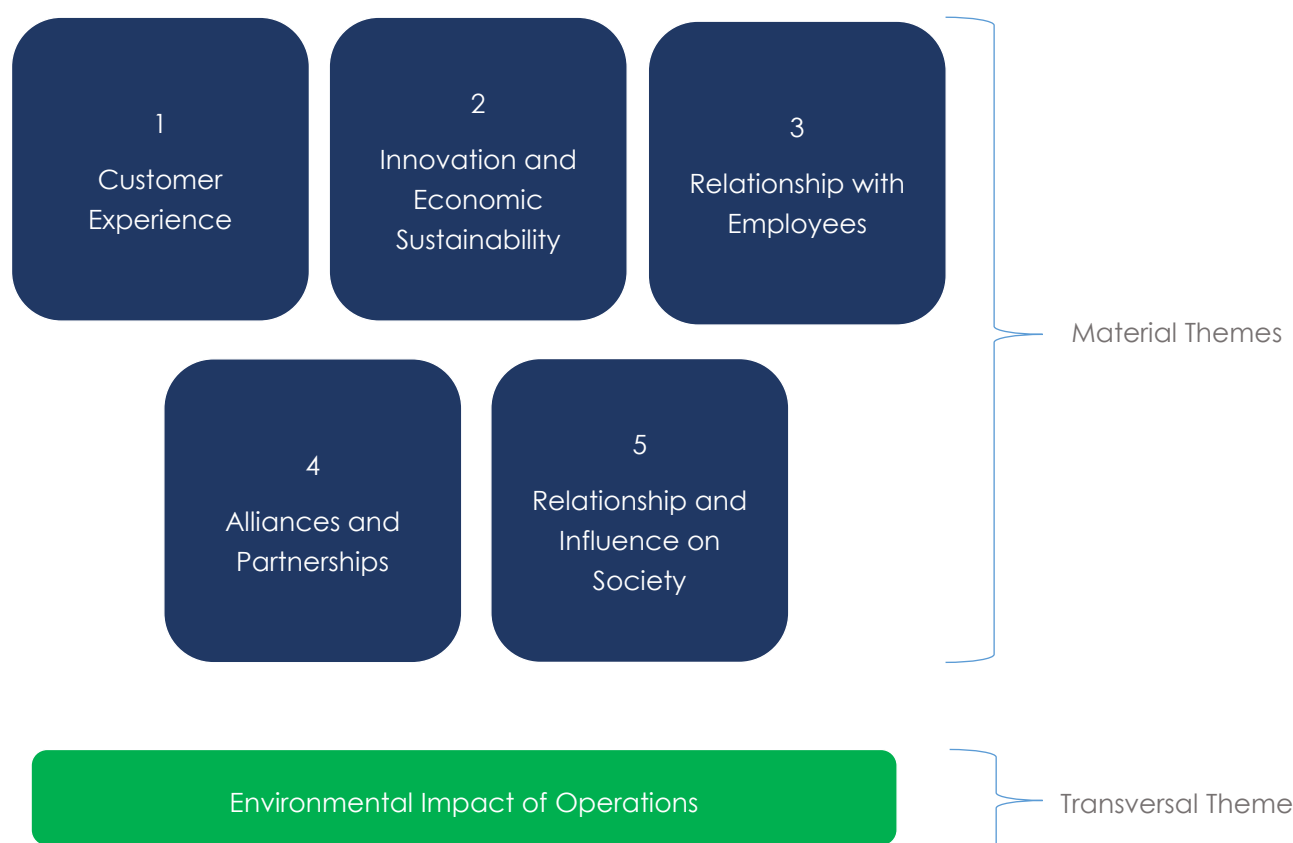 1
Customer
Experience
2
Innovation and
Economic
Sustainability
3
Relationship with
Employees
Material Themes
4
Alliances and
Partnerships
5
Relationship and
Influence on
Society
Environmental Impact of Operations
Transversal Theme